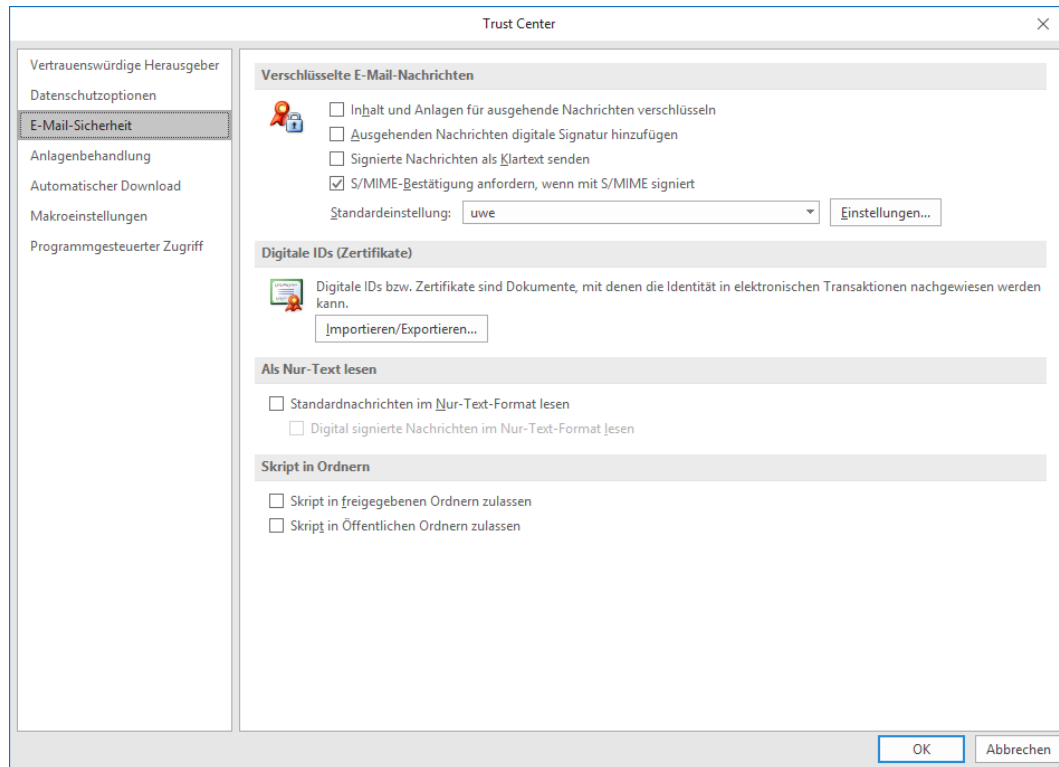 Trust Center
Vertrauenswürdige Herausgeber
Datenschutzoptionen
E-Mail-Sicherheit
Anlagenbehandlung
Automatischer Download
Makroeinstellungen
Programmgesteuerter Zugriff
Verschlüsselte E-Mail-Nachrichten
Inhalt und Anlagen für ausgehende Nachrichten verschlüsseln
Ausgehenden Nachrichten digitale Signatur hinzufügen
Signierte Nachrichten als Klartext senden
S/MIME-Bestätigung anfordern, wenn mit S/MIME signiert
Standardeinstellung: uwe Einstellungen...
Digitale IDs (Zertifikate)
Digitale IDs bzw. Zertifikate sind Dokumente, mit denen die Identität in elektronischen Transaktionen nachgewiesen werden
kann.
Importieren/Exportieren...
Als Nur-Text lesen
Standardnachrichten im Nur-Text-Format lesen
Digital signierte Nachrichten im Nur-Text-Format lesen
Skript in Ordnern
Skript in freigegebenen Ordnern zulassen
Skript in Öffentlichen Ordnern zulassen
OK Abbrechen